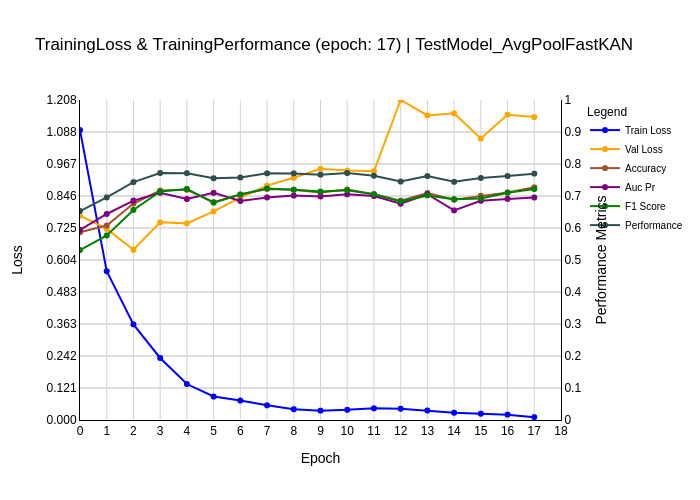 TrainingLoss & TrainingPerformance (epoch: 17) | TestModel_AvgPoolFastKAN
1.208
1.088
0.967
0.846
0.725
0.604
0.483
0.363
0.242
0.121
0.000
Loss
0 1 2 3 4 5 6 7 8 9 10 11 12 13 14 15 16 17 18
Epoch
1
0.9
0.8
0.7
0.6
0.5
0.4
0.3
0.2
0.1
0
Performance Metrics
Legend
Train Loss
Val Loss
Accuracy
Auc Pr
F1 Score
Performance